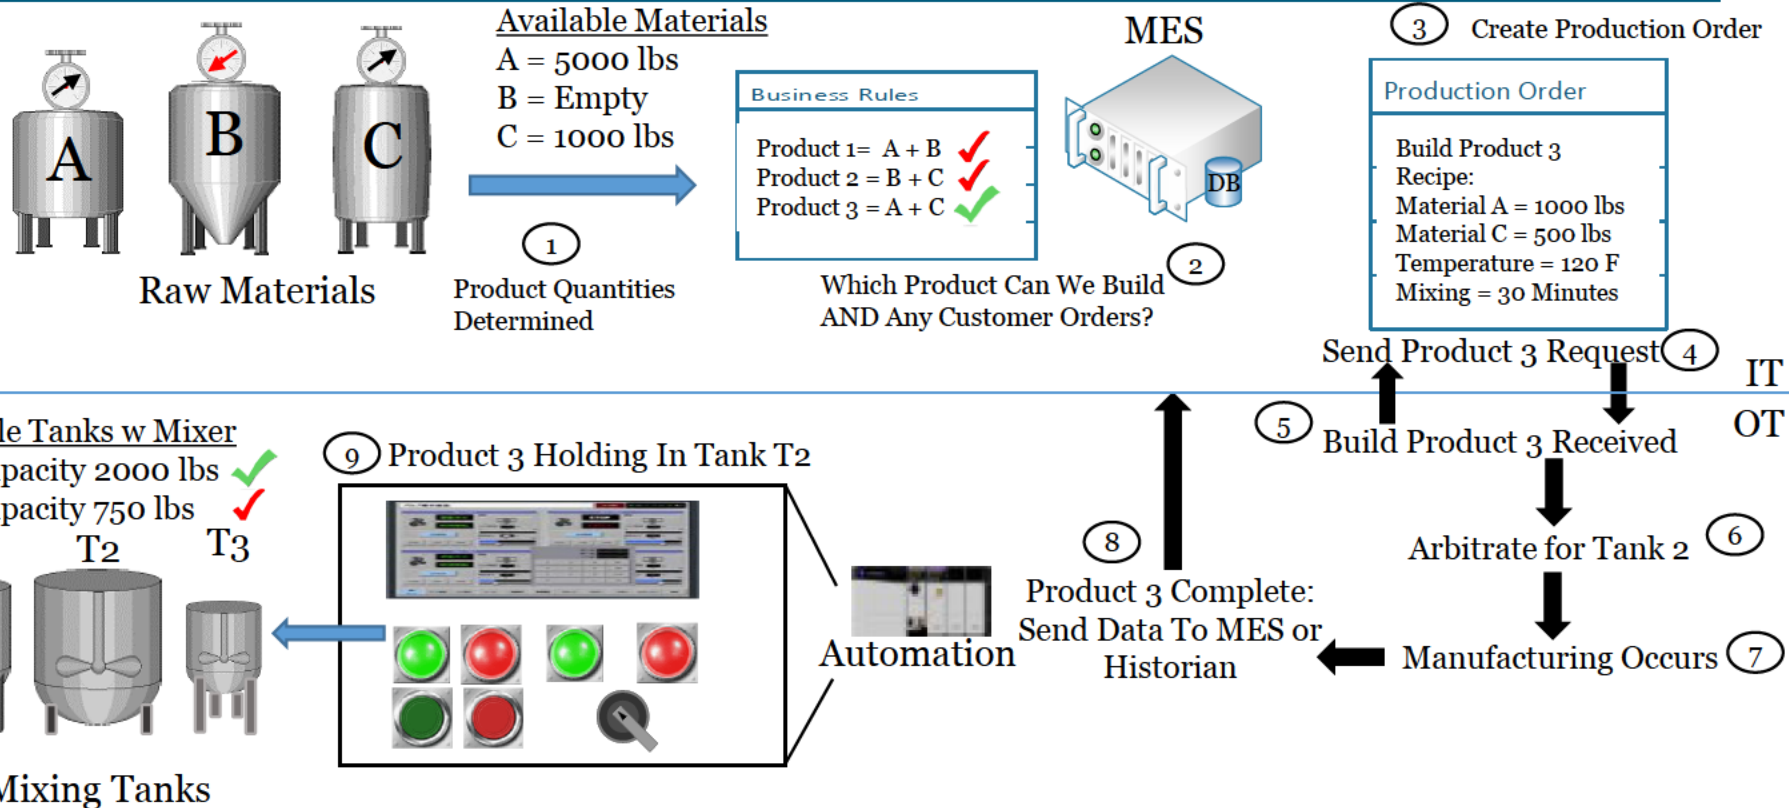 Available Materials
A = 5000 lbs
B = Empty
C = 1000 lbs
A
B
C
Raw Materials
1
Product Quantities
Determined
Business Rules
Product 1= A + B
Product 2 = B + C
Product 3 = A + C
MES
DB
2
Which Product Can We Build
AND Any Customer Orders?
3
Create Production Order
Production Order
Build Product 3
Recipe:
Material A = 1000 lbs
Material C = 500 lbs
Temperature = 120 F
Mixing = 30 Minutes
Send Product 3 Request
4
IT
OT
5
Build Product 3 Received
Arbitrate for Tank 2
6
Manufacturing Occurs
7
8
Product 3 Complete:
Send Data To MES or
Historian
Automation
9
Product 3 Holding In Tank T2
le Tanks w Mixer
pacity 2000 lbs
pacity 750 lbs
T2
T3
Mixing Tanks